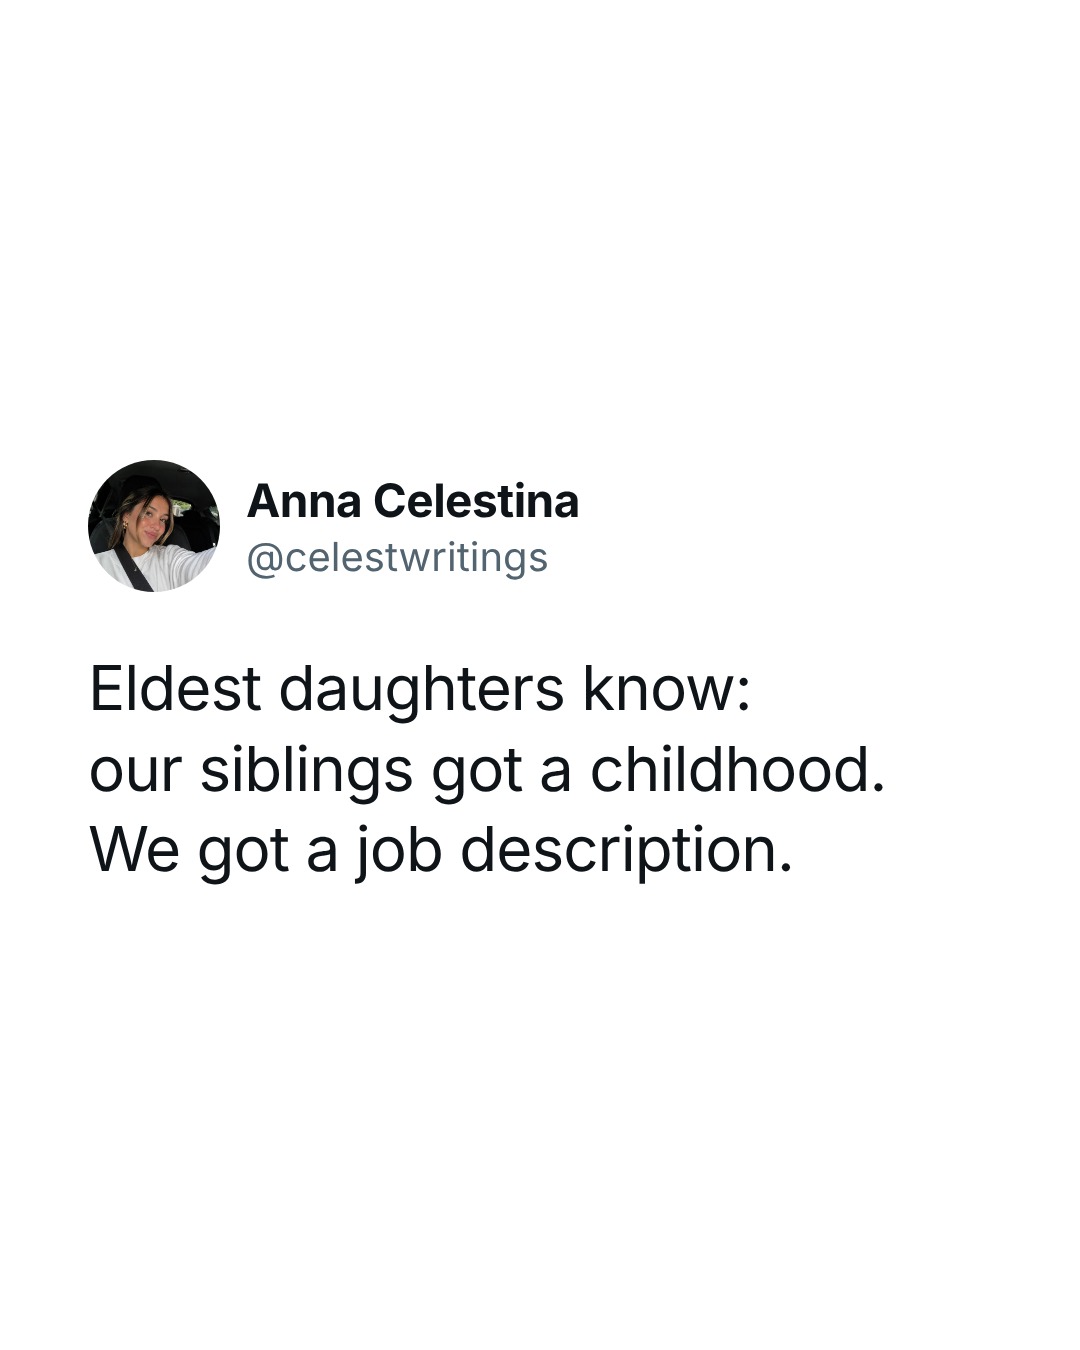 Anna Celestina
@celestwritings
Eldest daughters know:
our siblings got a childhood.
We got a job description.